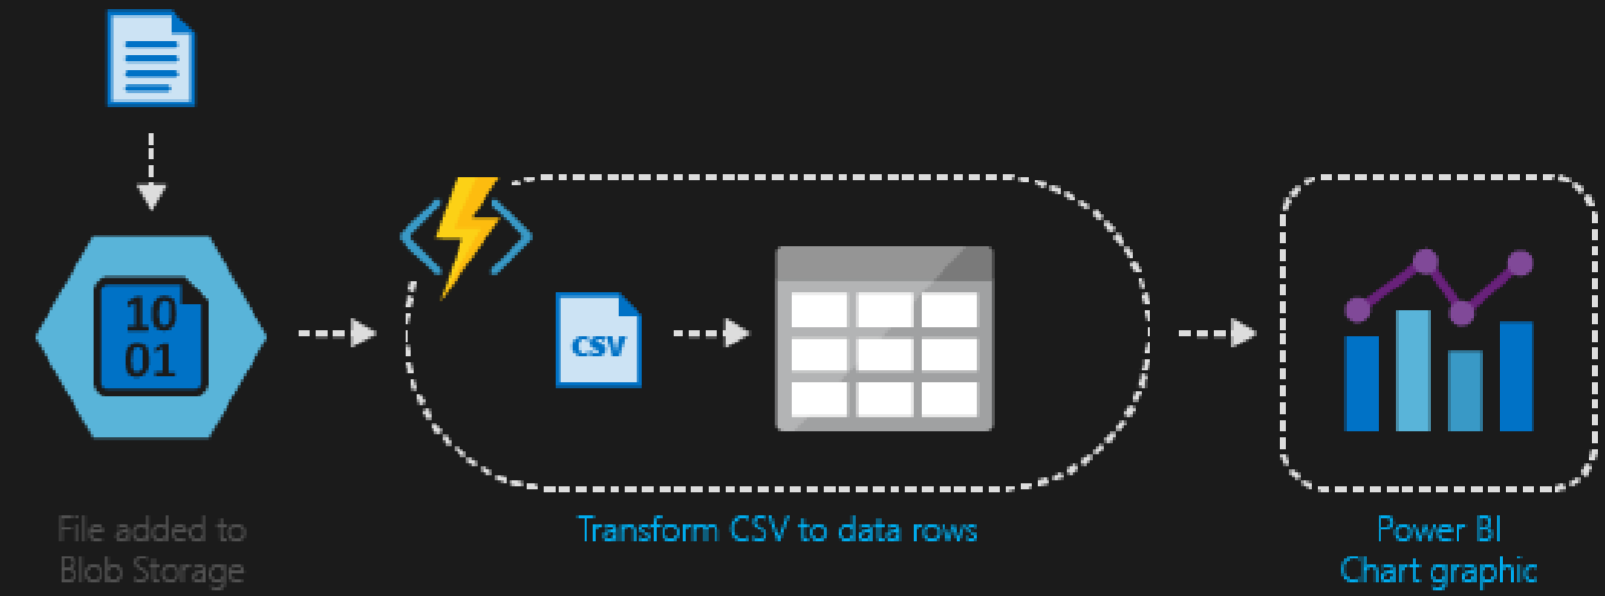 10
01
CSV
File added to
Blob Storage
Transform CSV to data rows
Power BI
Chart graphic